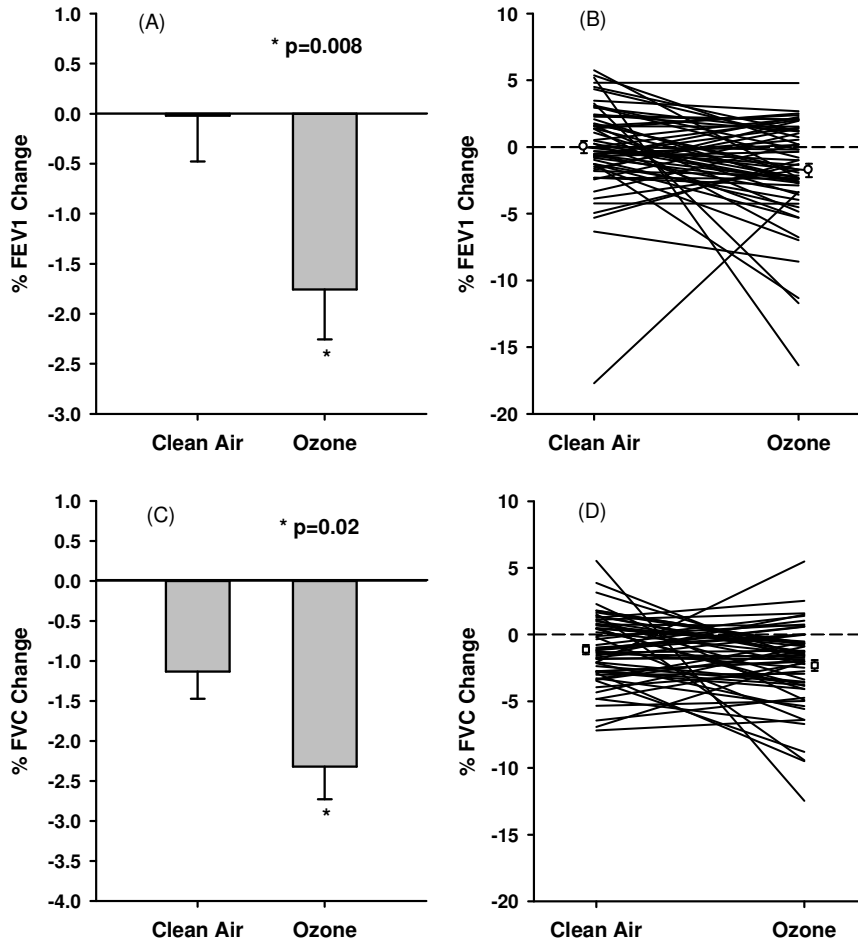 (A)
* p=0.008
% FEV1 Change
1.0
0.5
0.0
-0.5
-1.0
-1.5
-2.0
-2.5
-3.0
*
Clean Air Ozone
(B)
% FEV1 Change
10
5
0
-5
-10
-15
-20
Clean Air Ozone
(C)
* p=0.02
% FVC Change
1.0
0.5
0.0
-0.5
-1.0
-1.5
-2.0
-2.5
-3.0
-3.5
-4.0
*
Clean Air Ozone
(D)
% FVC Change
10
5
0
-5
-10
-15
-20
Clean Air Ozone